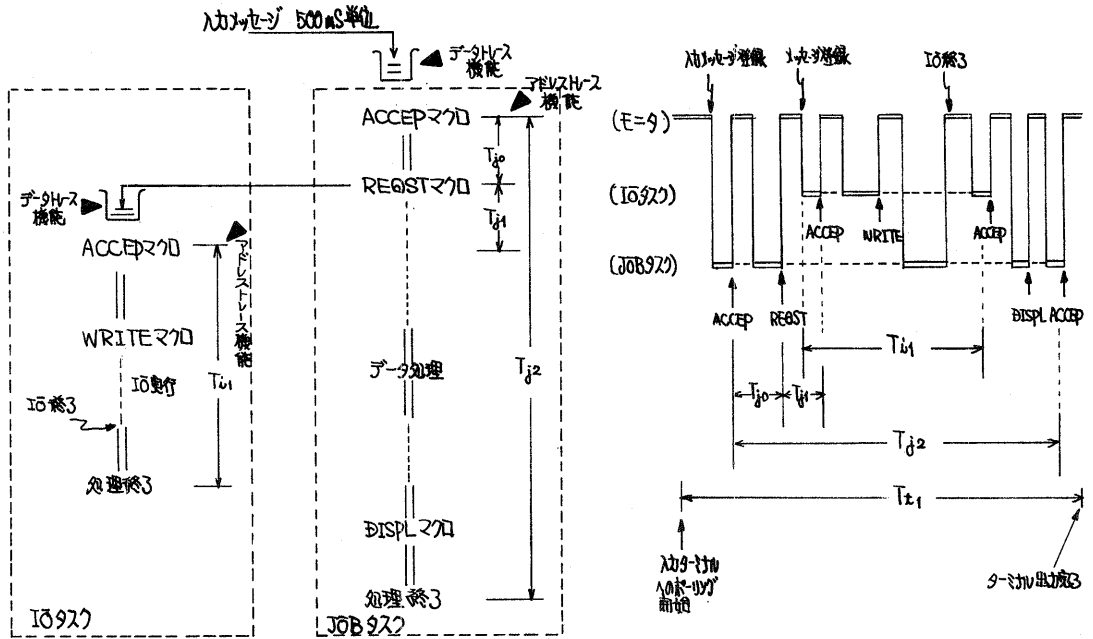 入力メッセージ 500mS単位
データトレース
機能
アドレストレース
機能
ACCEPマクロ
Tj0
REQSTマクロ
Tj1
データトレース
機能
ACCEPマクロ
アドレストレース機能
WRITEマクロ
IO実行
Ti1
IO終了
処理終了
データ処理
Tj2
DISPLマクロ
処理終了
IOタスク
JOBタスク
入力メッセージ登録
メッセージ登録
IO終了
(モニタ)
(IOタスク)
ACCEP
WRITE
ACCEP
(JOBタスク)
ACCEP
REQST
DISPL
ACCEP
Ti1
Tj0
Tj1
Tj2
Tt1
入力ターミナル
へのポーリング
開始
ターミナル出力完了